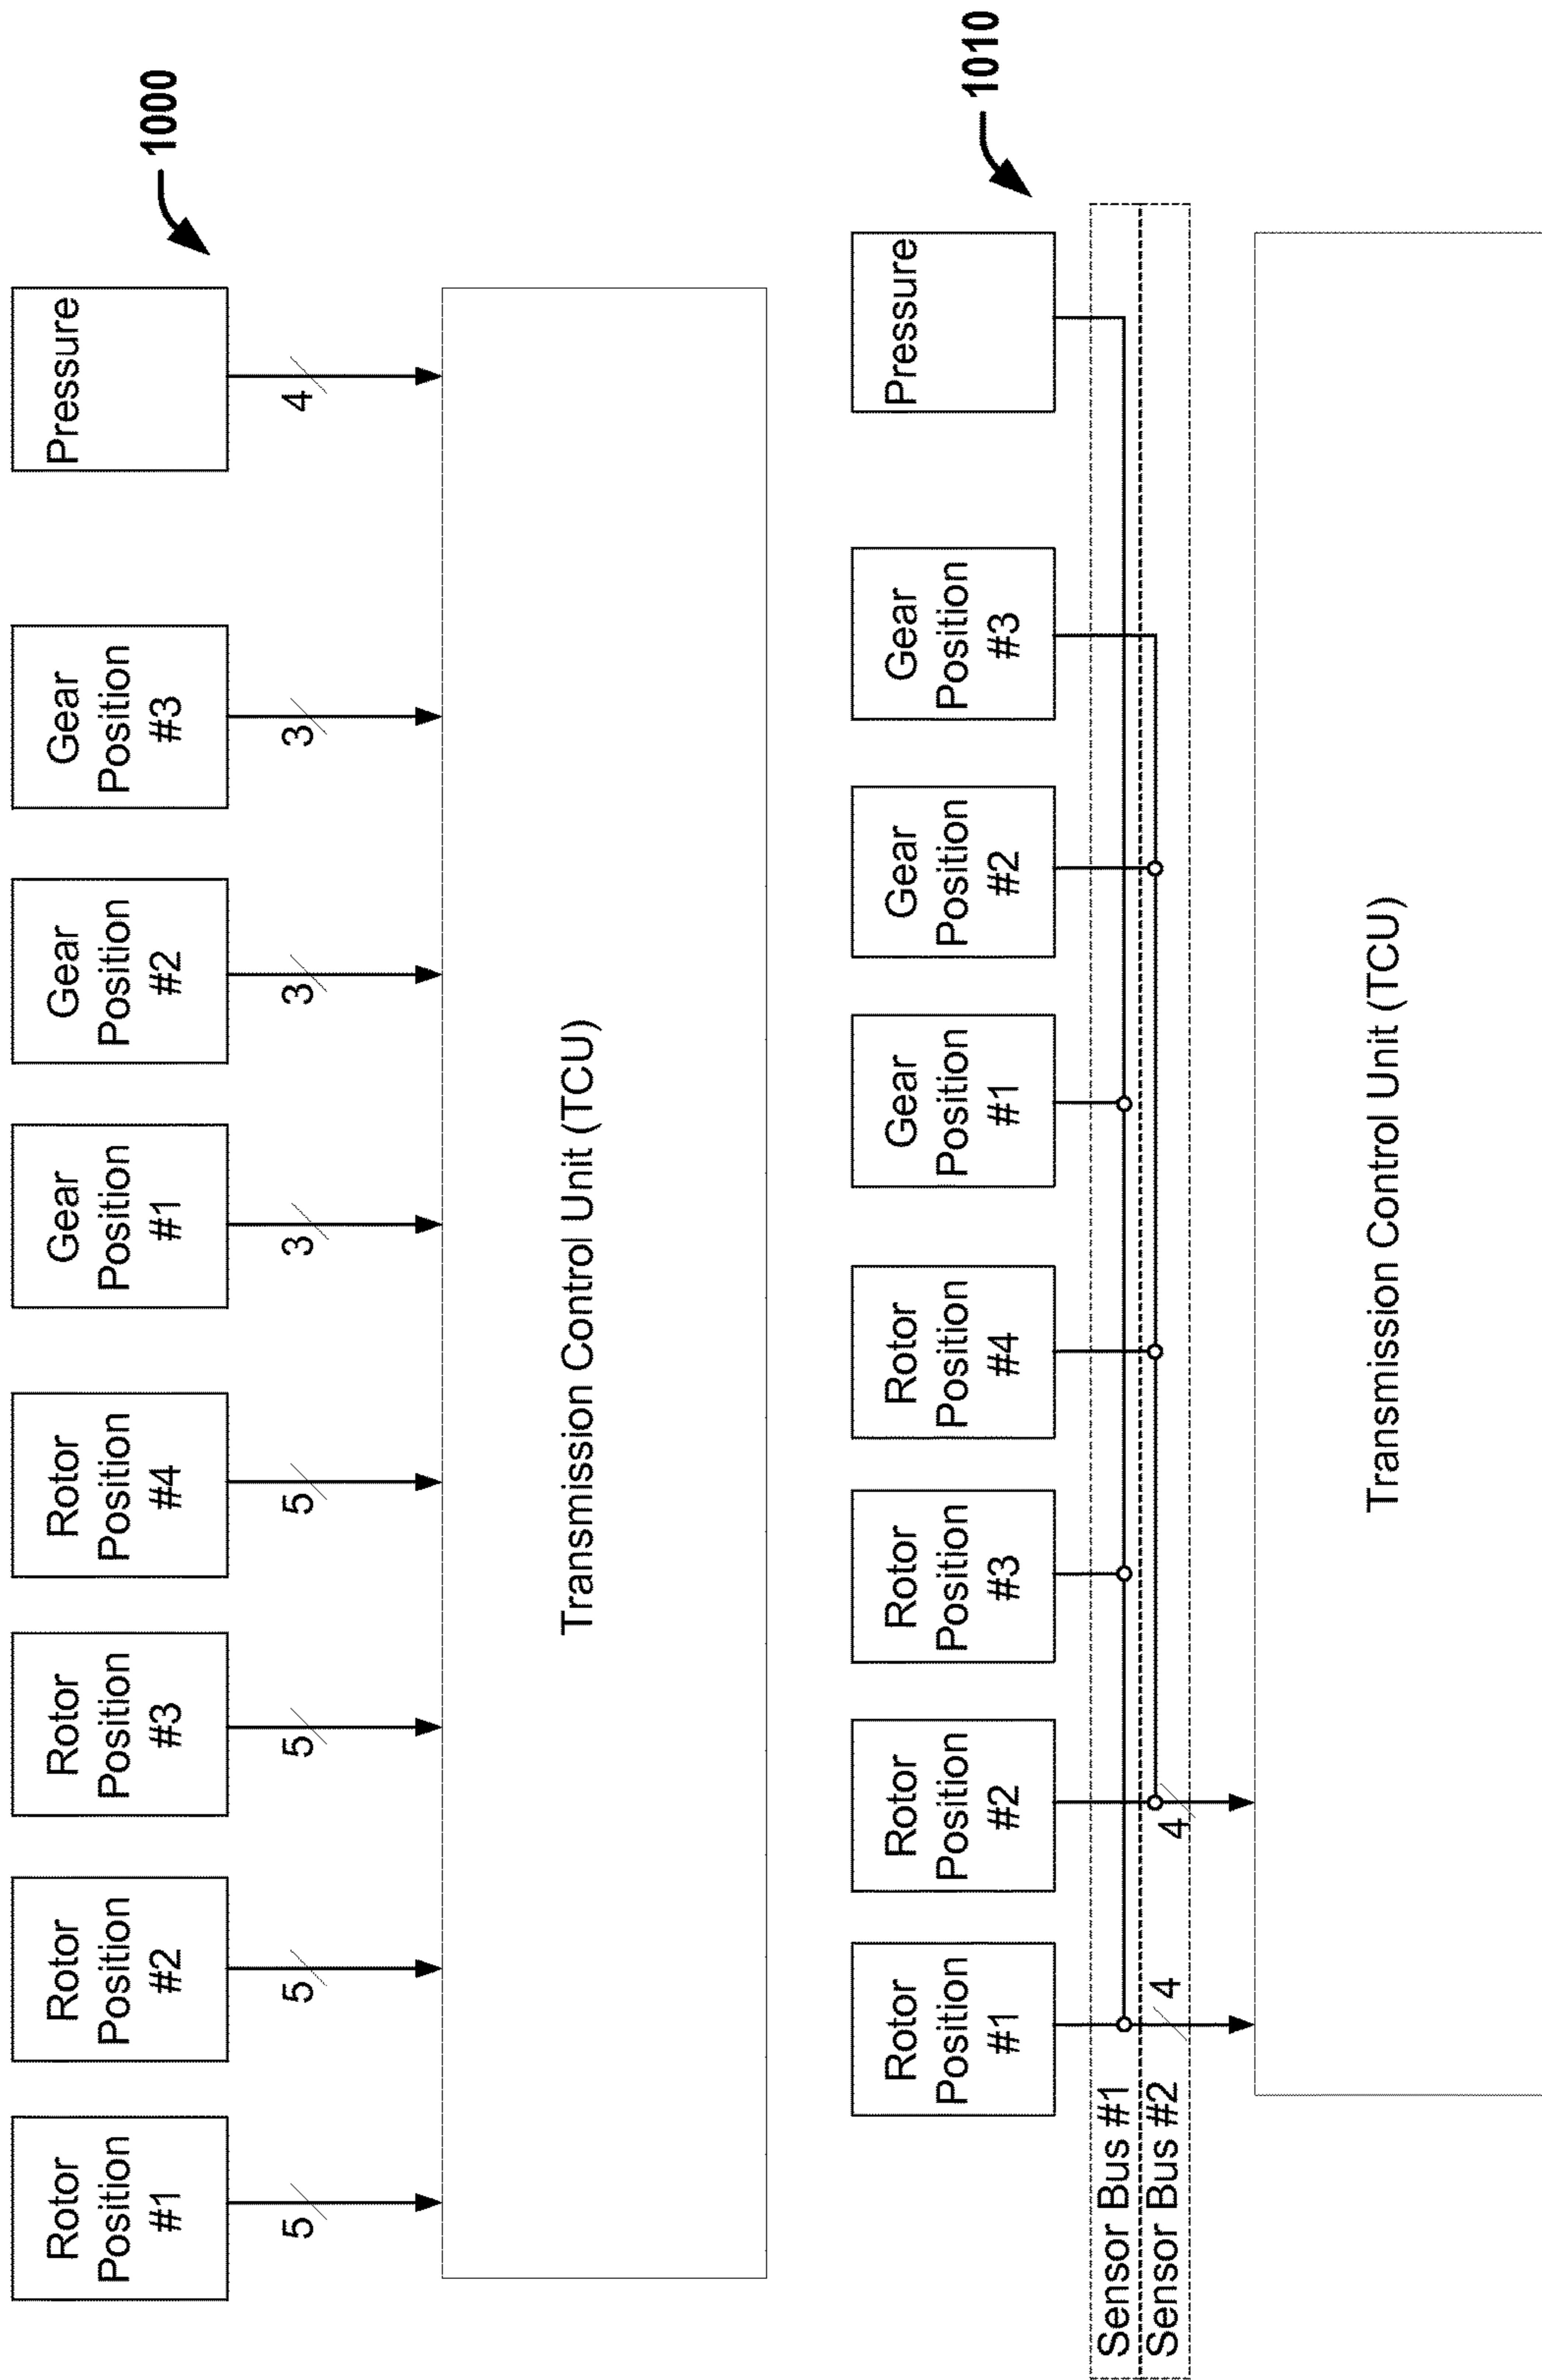 1000
Rotor
Position
#1
Rotor
Position
#2
Rotor
Position
#3
Rotor
Position
#4
Gear
Position
#1
Gear
Position
#2
Gear
Position
#3
Pressure
5
5
5
5
3
3
3
4
Transmission Control Unit (TCU)
1010
Rotor
Position
#1
Rotor
Position
#2
Rotor
Position
#3
Rotor
Position
#4
Gear
Position
#1
Gear
Position
#2
Gear
Position
#3
Pressure
Sensor Bus #1
Sensor Bus #2
4
4
Transmission Control Unit (TCU)